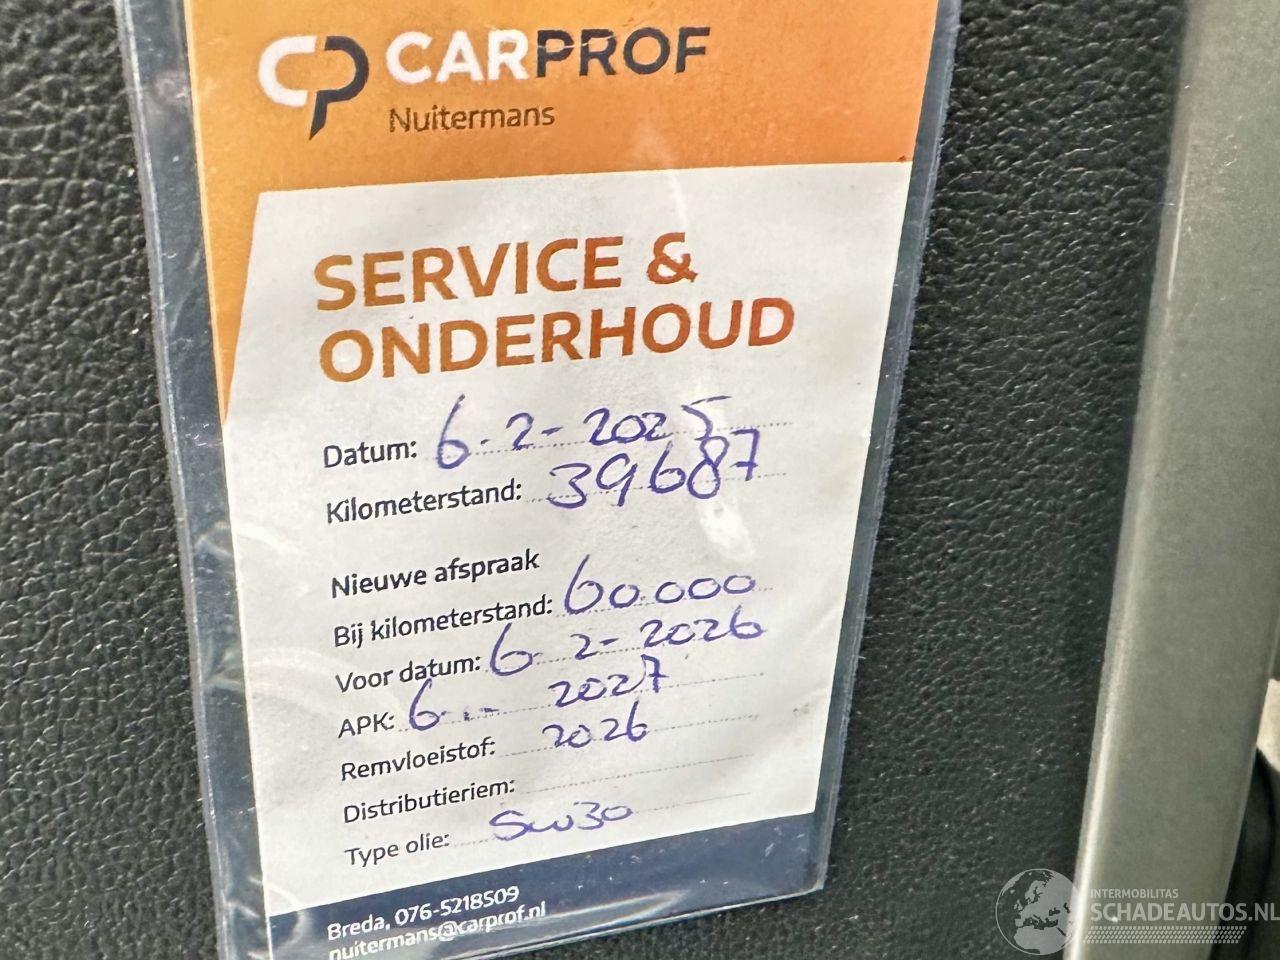 CP CARPROF
Nuitermans
SERVICE &
ONDERHOUD
Datum: 6-2-2025
Kilometerstand: 39687
Nieuwe afspraak
Bij kilometerstand: 60.000
Voor datum: 6-2-2026
APK: 6-- 2027
Remvloeistof: 2026
Distributieriem:
Type olie: 5w30
Breda, 076-5218509
nuitermans@carprof.nl
INTERMOBILITAS
SCHADEAUTOS.NL